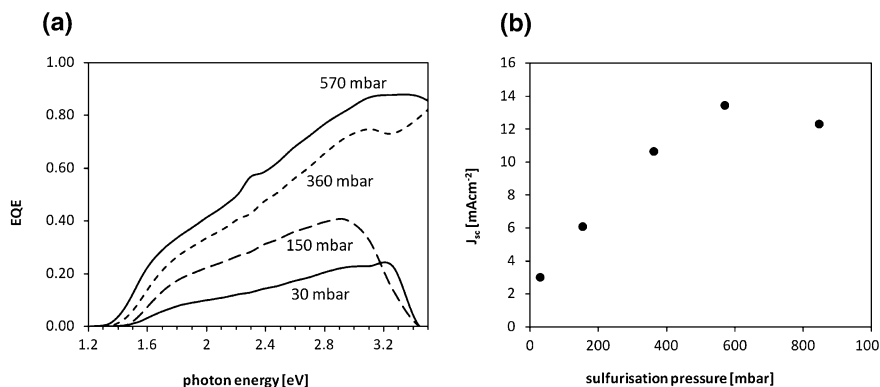 (a)
1.00
0.80
0.60
0.40
0.20
0.00
EQE
570 mbar
360 mbar
150 mbar
30 mbar
1.2 1.6 2.0 2.4 2.8 3.2
photon energy [eV]
(b)
16
14
12
10
8
6
4
2
0
Jsc [mAcm-2]
0 200 400 600 800 100
sulfurisation pressure [mbar]